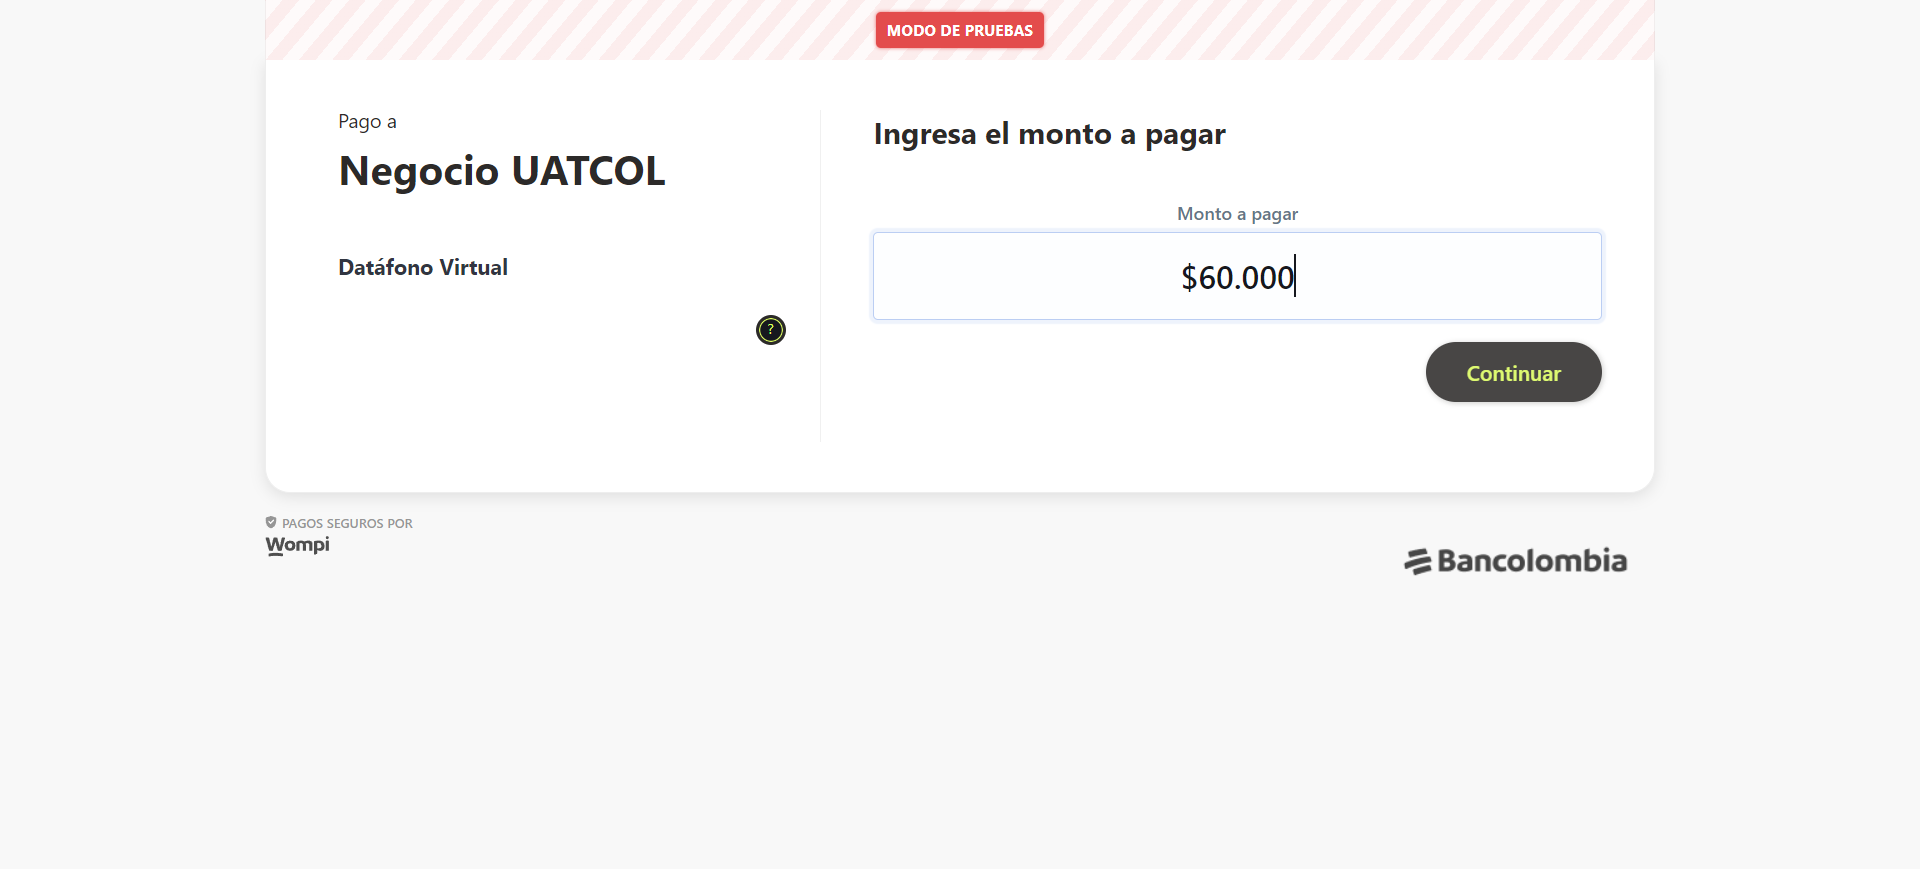 MODO DE PRUEBAS
Pago a
Negocio UATCOL
Datáfono Virtual
?
Ingresa el monto a pagar
Monto a pagar
$60.000
Continuar
PAGOS SEGUROS POR
Wompi
Bancolombia